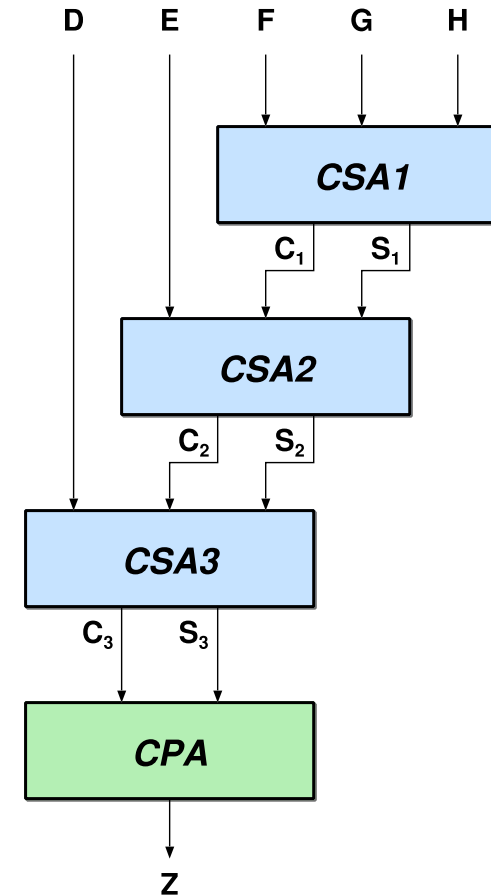 D E F G H
CSA1
C₁ S₁
CSA2
C₂ S₂
CSA3
C₃ S₃
CPA
Z